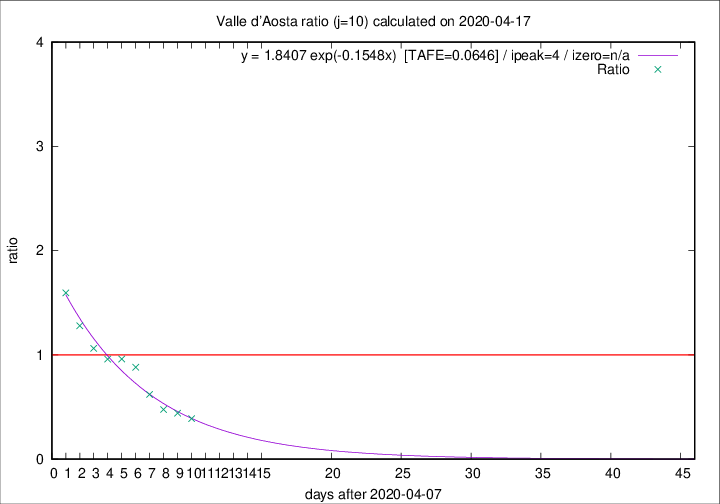 Valle d'Aosta ratio (j=10) calculated on 2020-04-17
y = 1.8407 exp(-0.1548x) [TAFE=0.0646] / ipeak=4 / izero=n/a
Ratio
4
3
2
1
0
ratio
0 1 2 3 4 5 6 7 8 9 10 11 12 13 14 15 20 25 30 35 40 45
days after 2020-04-07